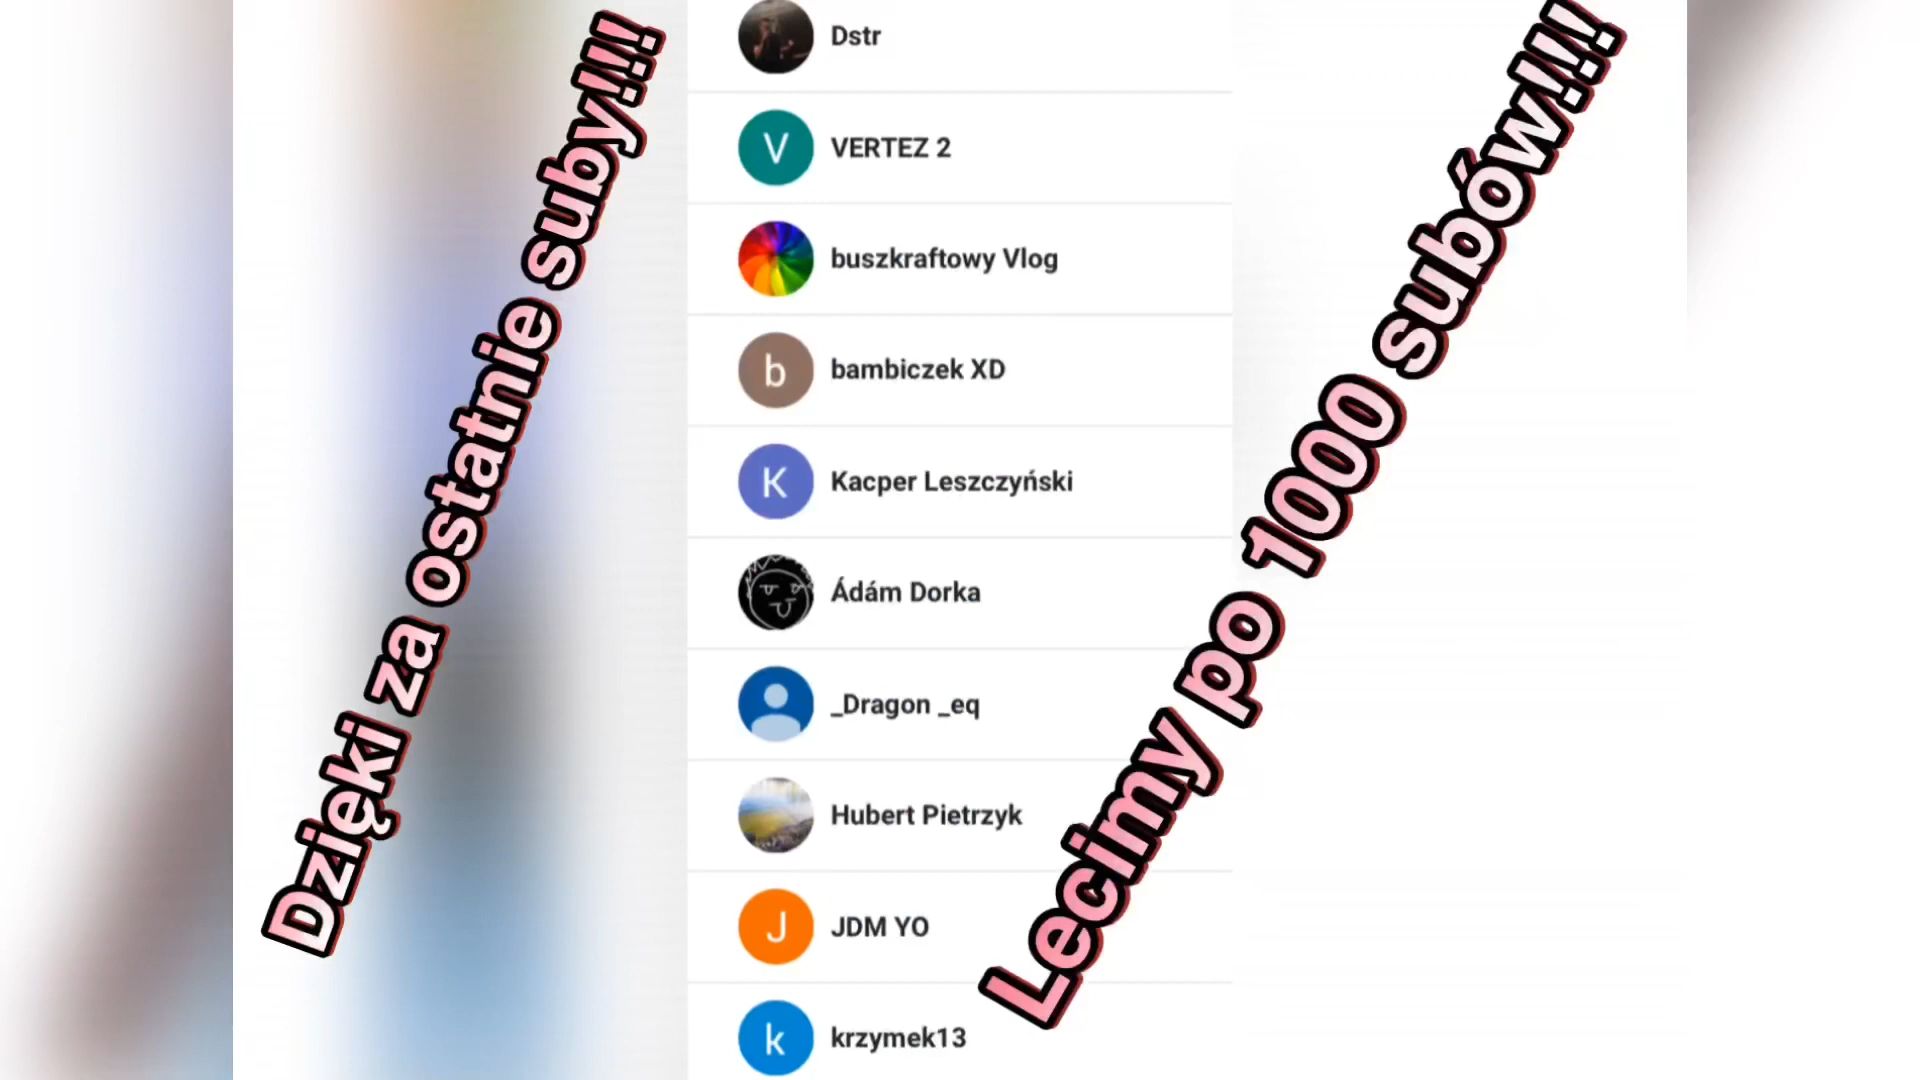 Dzięki za ostatnie suby!!!
Dstr
V
VERTEZ 2
buszkraftowy Vlog
b
bambiczek XD
K
Kacper Leszczyński
Ádám Dorka
_Dragon _eq
Hubert Pietrzyk
J
JDM YO
k
krzymek13
Lecimy po 1000 subów!!!